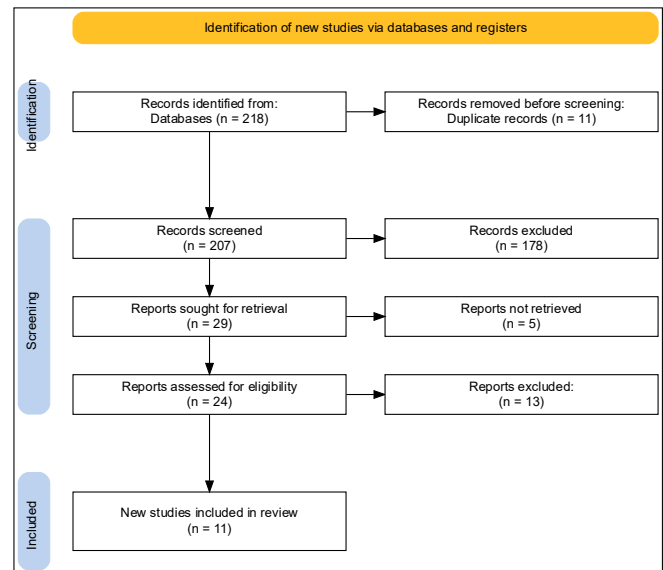 Identification of new studies via databases and registers
Identification
Records identified from:
Databases (n = 218)
Records removed before screening:
Duplicate records (n = 11)
Screening
Records screened
(n = 207)
Records excluded
(n = 178)
Reports sought for retrieval
(n = 29)
Reports not retrieved
(n = 5)
Reports assessed for eligibility
(n = 24)
Reports excluded:
(n = 13)
Included
New studies included in review
(n = 11)